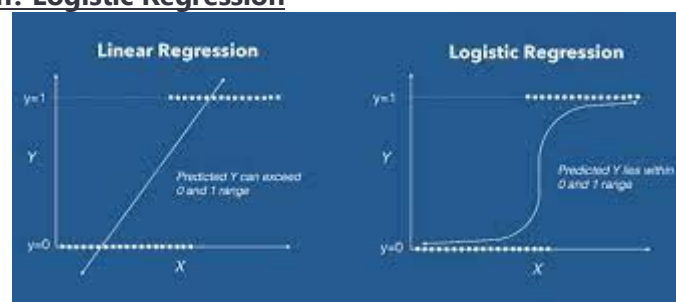 Logistic Regression
Linear Regression
y=1
Y
Predicted Y can exceed
0 and 1 range
y=0
X
Logistic Regression
y=1
Y
Predicted Y lies within
0 and 1 range
y=0
X